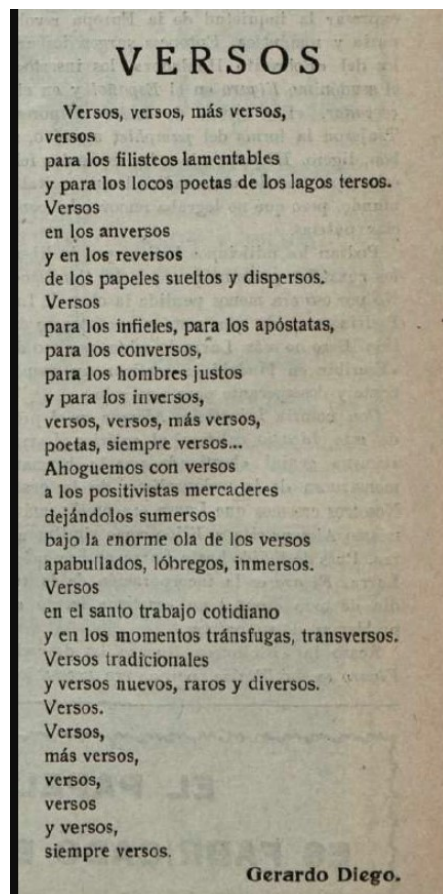 VERSOS
Versos, versos, más versos,
versos
para los filisteos lamentables
y para los locos poetas de los lagos tersos.
Versos
en los anversos
y en los reversos
de los papeles sueltos y dispersos.
Versos
para los infieles, para los apóstatas,
para los conversos,
para los hombres justos
y para los inversos,
versos, versos, más versos,
poetas, siempre versos...
Ahoguemos con versos
a los positivistas mercaderes
dejándolos sumersos
bajo la enorme ola de los versos
apabullados, lóbregos, inmersos.
Versos
en el santo trabajo cotidiano
y en los momentos tránsfugas, transversos.
Versos tradicionales
y versos nuevos, raros y diversos.
Versos.
Versos,
más versos,
versos,
versos
y versos,
siempre versos.
Gerardo Diego.